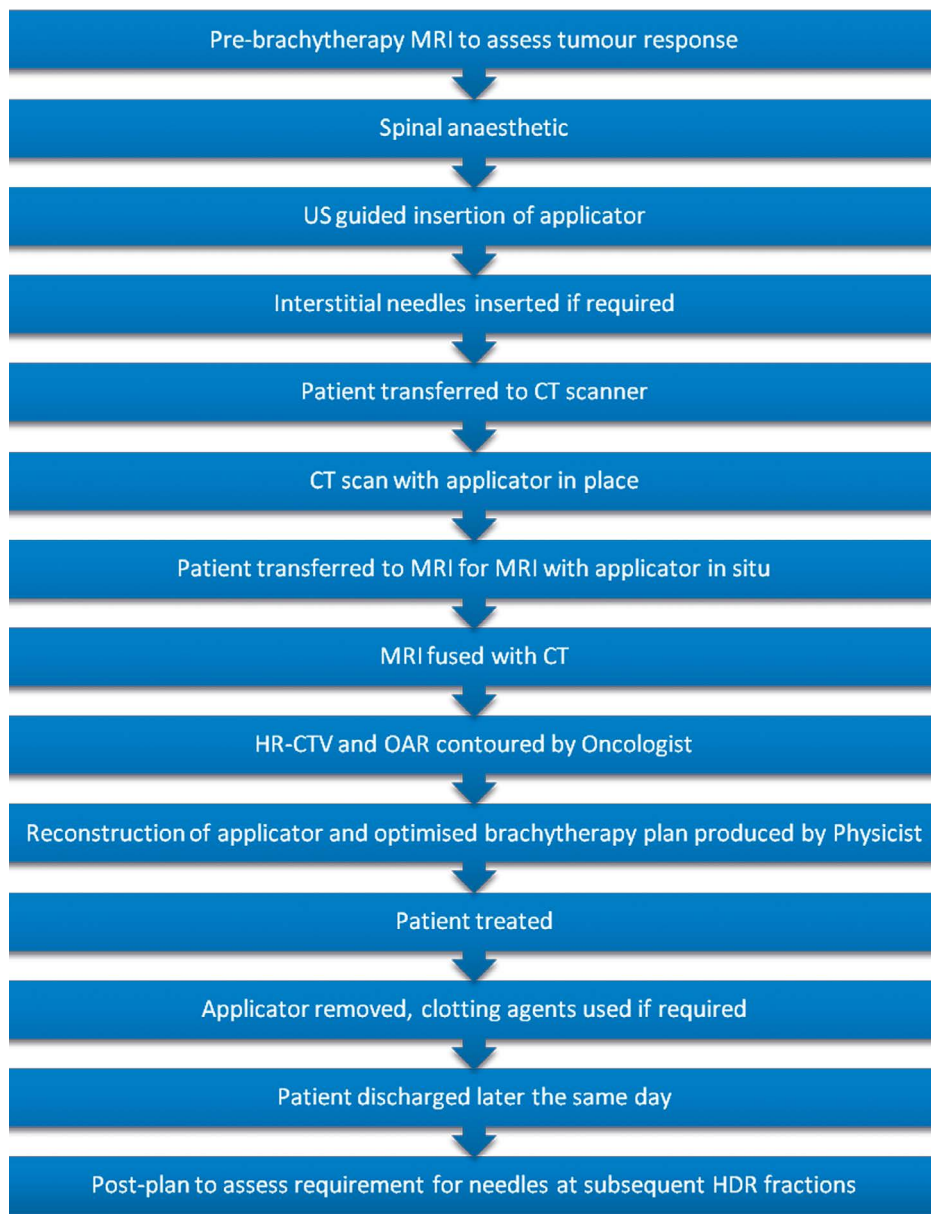 Pre-brachytherapy MRI to assess tumour response
Spinal anaesthetic
US guided insertion of applicator
Interstitial needles inserted if required
Patient transferred to CT scanner
CT scan with applicator in place
Patient transferred to MRI for MRI with applicator in situ
MRI fused with CT
HR-CTV and OAR contoured by Oncologist
Reconstruction of applicator and optimised brachytherapy plan produced by Physicist
Patient treated
Applicator removed, clotting agents used if required
Patient discharged later the same day
Post-plan to assess requirement for needles at subsequent HDR fractions